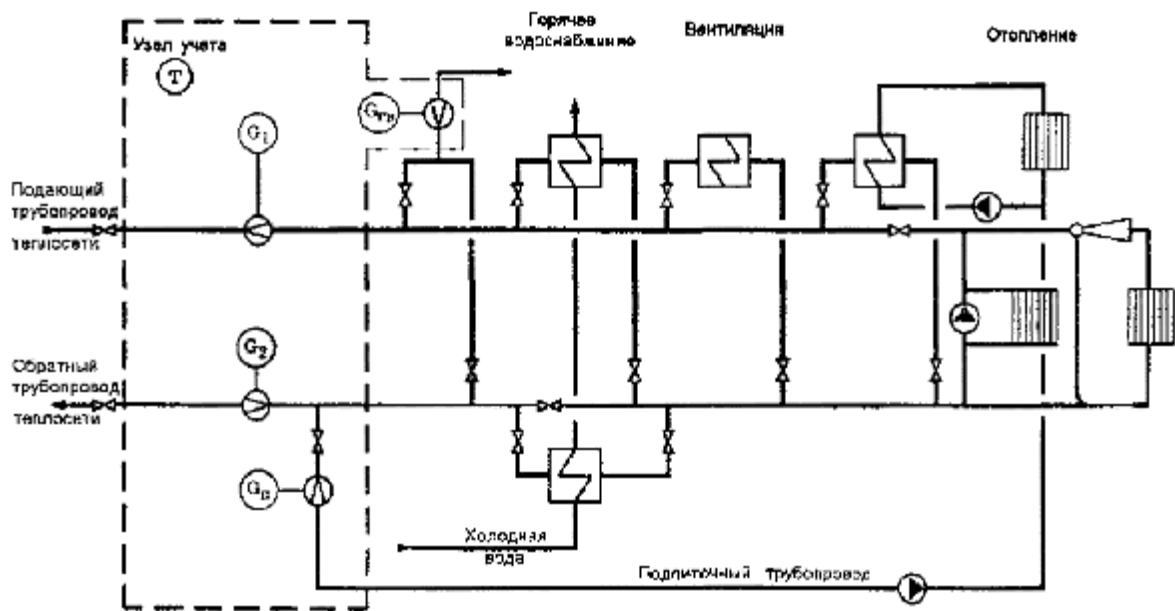 Горячее
водоснабжение
Вентиляция
Отопление
Узел учета
T
Gгв
G1
Подающий
трубопровод
теплосети
G2
Обратный
трубопровод
теплосети
Gп
Холодная
вода
Подпиточный трубопровод